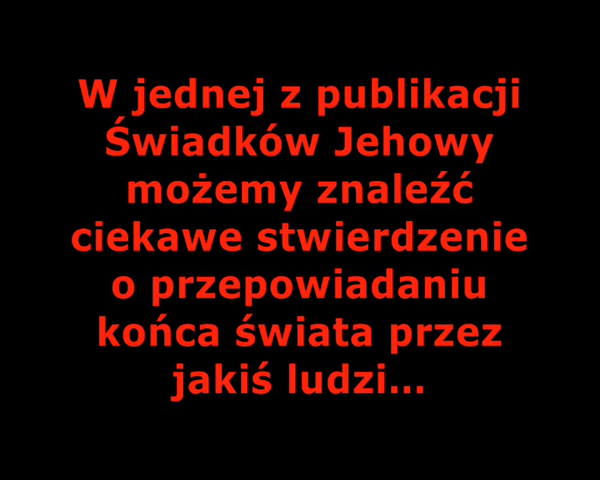 W jednej z publikacji
Świadków Jehowy
możemy znaleźć
ciekawe stwierdzenie
o przepowiadaniu
końca świata przez
jakiś ludzi...